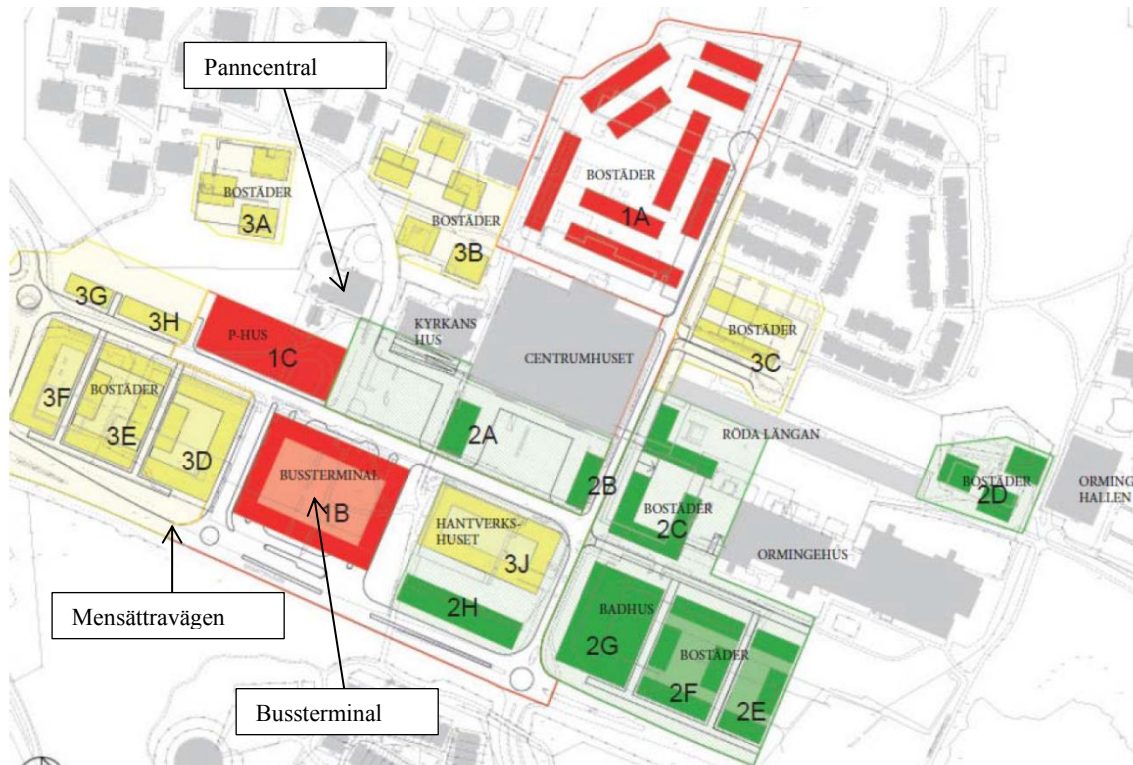 Panncentral
BOSTÄDER
3A
BOSTÄDER
3B
BOSTÄDER
1A
3G
3H
P-HUS
1C
KYRKANS
HUS
CENTRUMHUSET
BOSTÄDER
3C
3F
BOSTÄDER
3E
3D
2A
2B
RÖDA LÄNGAN
BOSTÄDER
2D
ORMING
HALLEN
BUSSTERMINAL
1B
HANTVERKS-
HUSET
3J
BOSTÄDER
2C
ORMINGEHUS
2H
BADHUS
2G
BOSTÄDER
2F
2E
Mensättravägen
Bussterminal